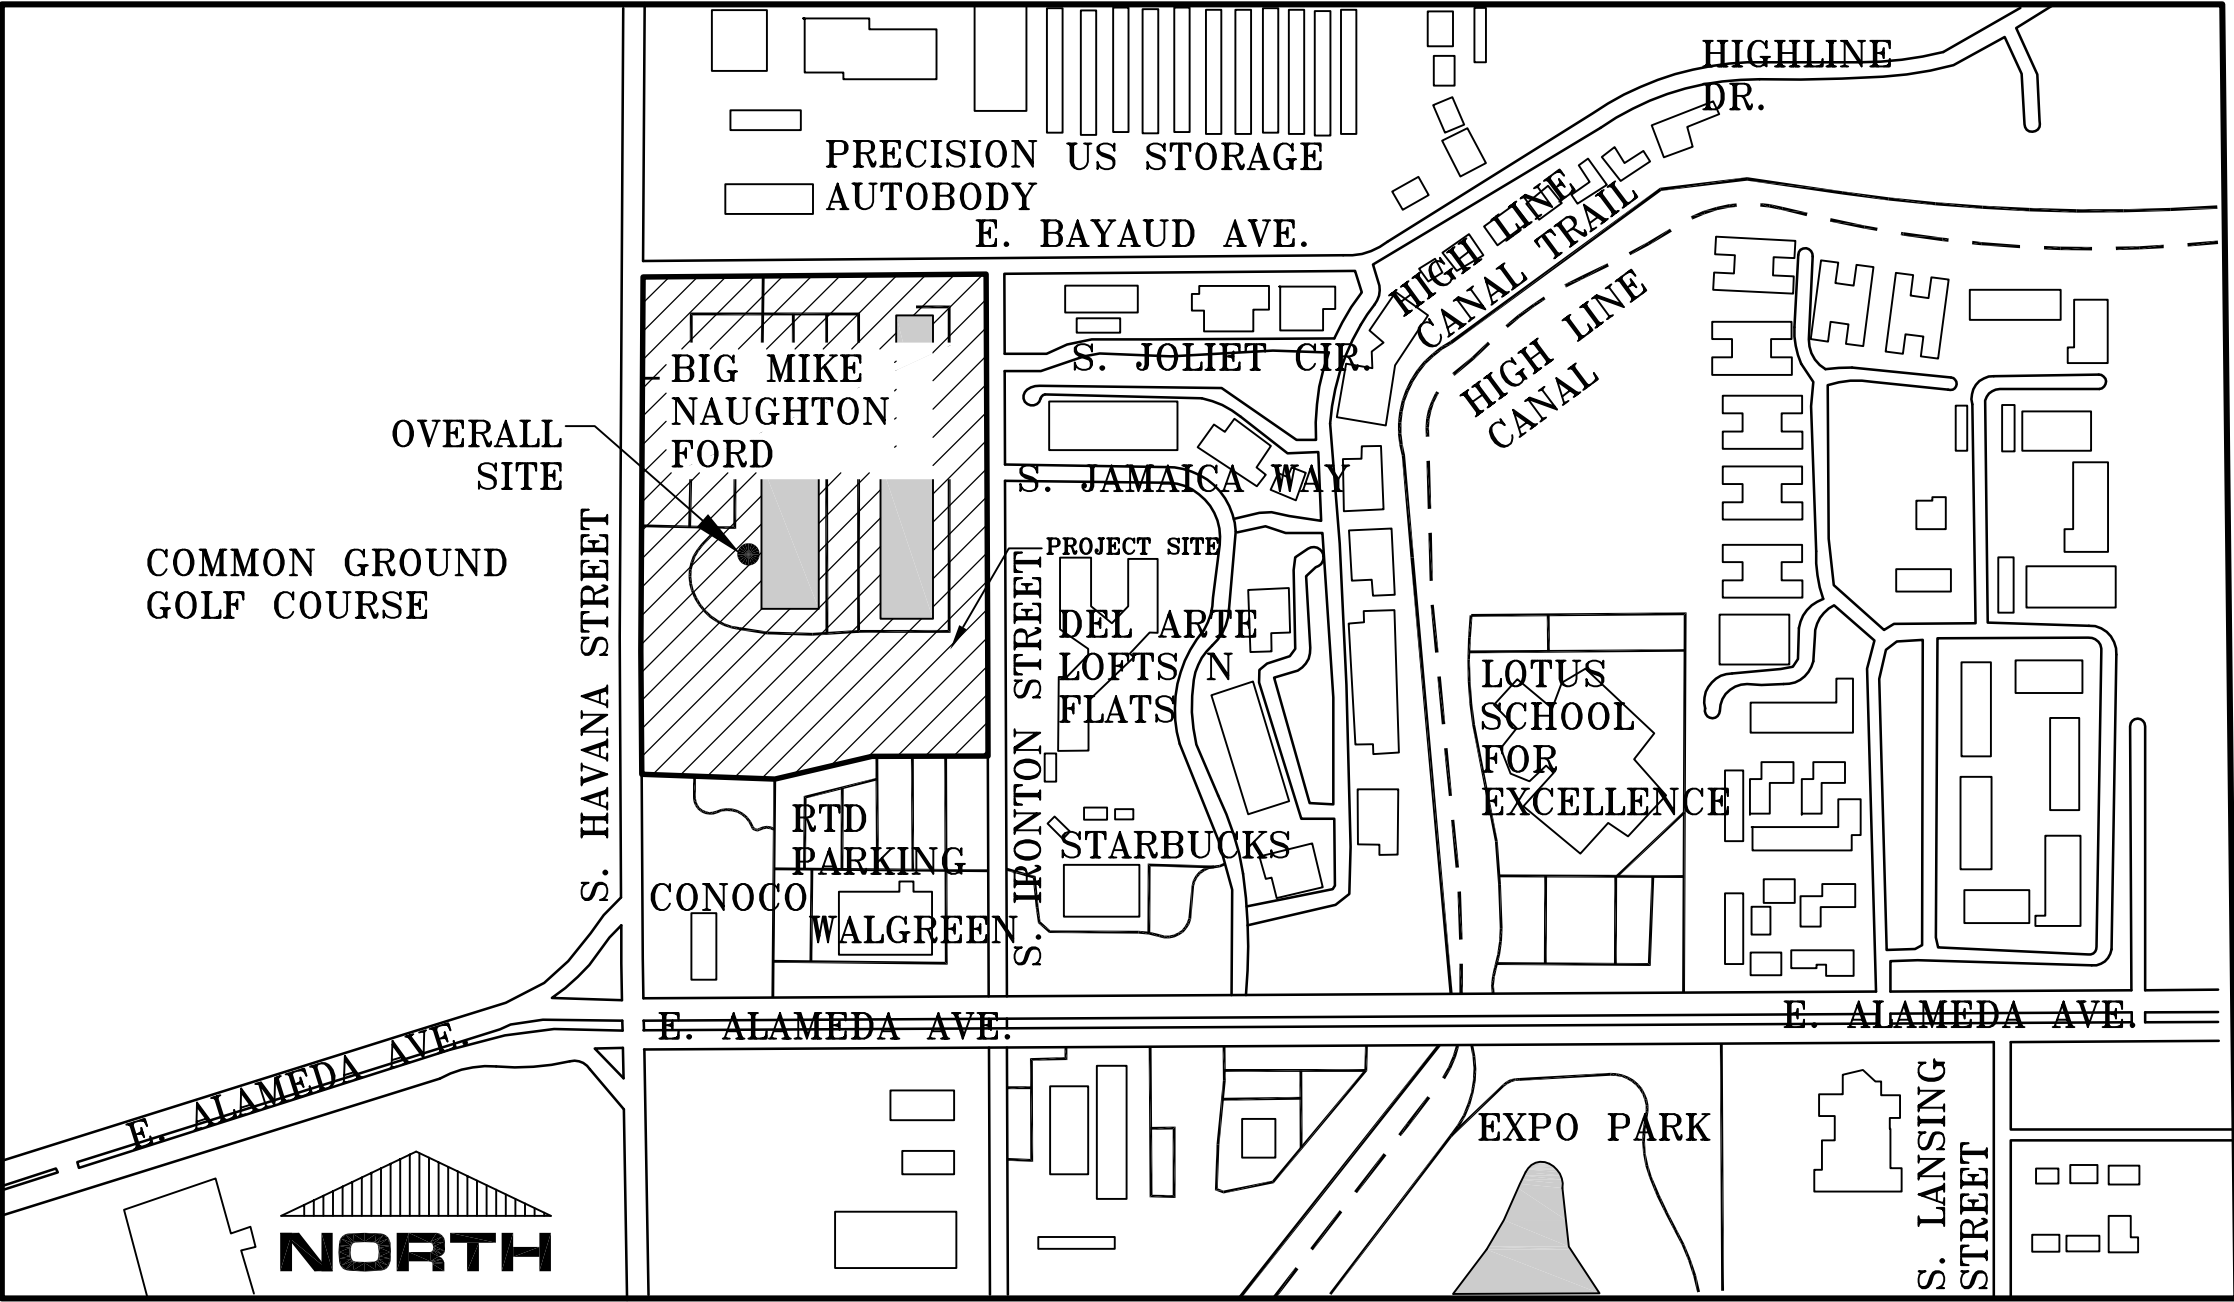 HIGHLINE
DR.
PRECISION
AUTOBODY
US STORAGE
E. BAYAUD AVE.
HIGH LINE
CANAL TRAIL
HIGH LINE
CANAL
BIG MIKE
NAUGHTON
FORD
S. JOLIET CIR.
OVERALL
SITE
S. JAMAICA WAY
COMMON GROUND
GOLF COURSE
S. HAVANA STREET
PROJECT SITE
S. IRONTON STREET
DEL ARTE
LOFTS N
FLATS
LOTUS
SCHOOL
FOR
EXCELLENCE
RTD
PARKING
STARBUCKS
CONOCO
WALGREEN
E. ALAMEDA AVE.
E. ALAMEDA AVE.
E. ALAMEDA AVE.
EXPO PARK
S. LANSING
STREET
NORTH